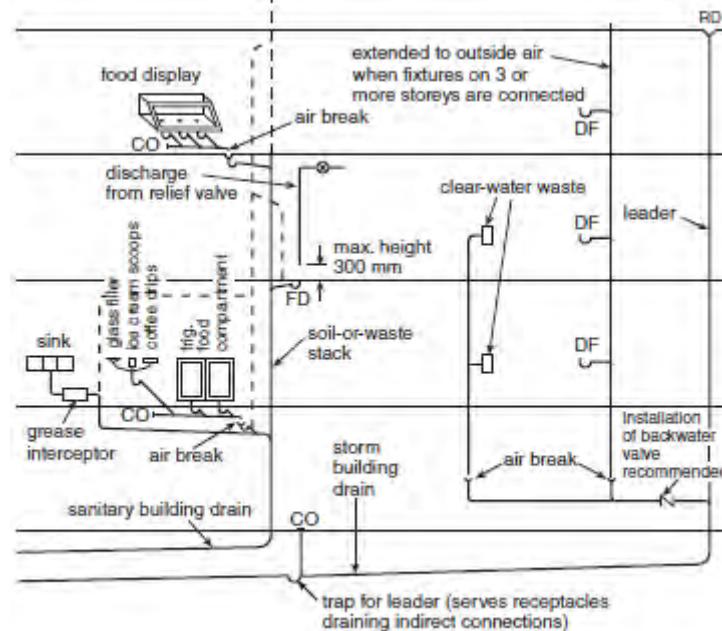 RD
extended to outside air
when fixtures on 3 or
more storeys are connected
food display
air break
CO
DF
discharge
from relief valve
clear-water waste
DF
leader
max. height
300 mm
glass filler
ice cream scoops
coffee drips
frig.
food
compartment
FD
sink
soil-or-waste
stack
DF
CO
grease
interceptor
air break
storm
building
drain
air break
Installation
of backwater
valve
recommended
sanitary building drain
CO
trap for leader (serves receptacles
draining indirect connections)